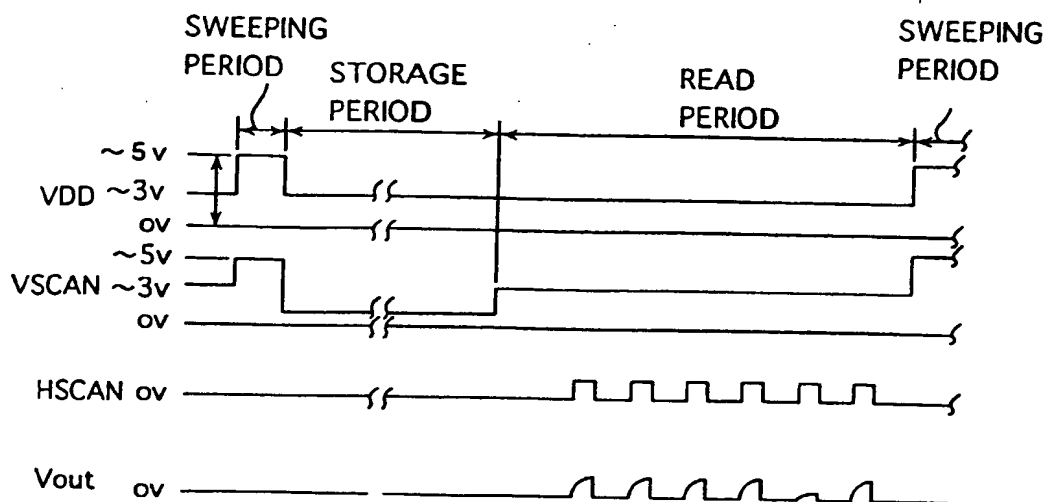 SWEEPING
PERIOD
STORAGE
PERIOD
READ
PERIOD
SWEEPING
PERIOD
~5v
VDD ~3v
ov
~5v
VSCAN ~3v
ov
HSCAN ov
Vout ov